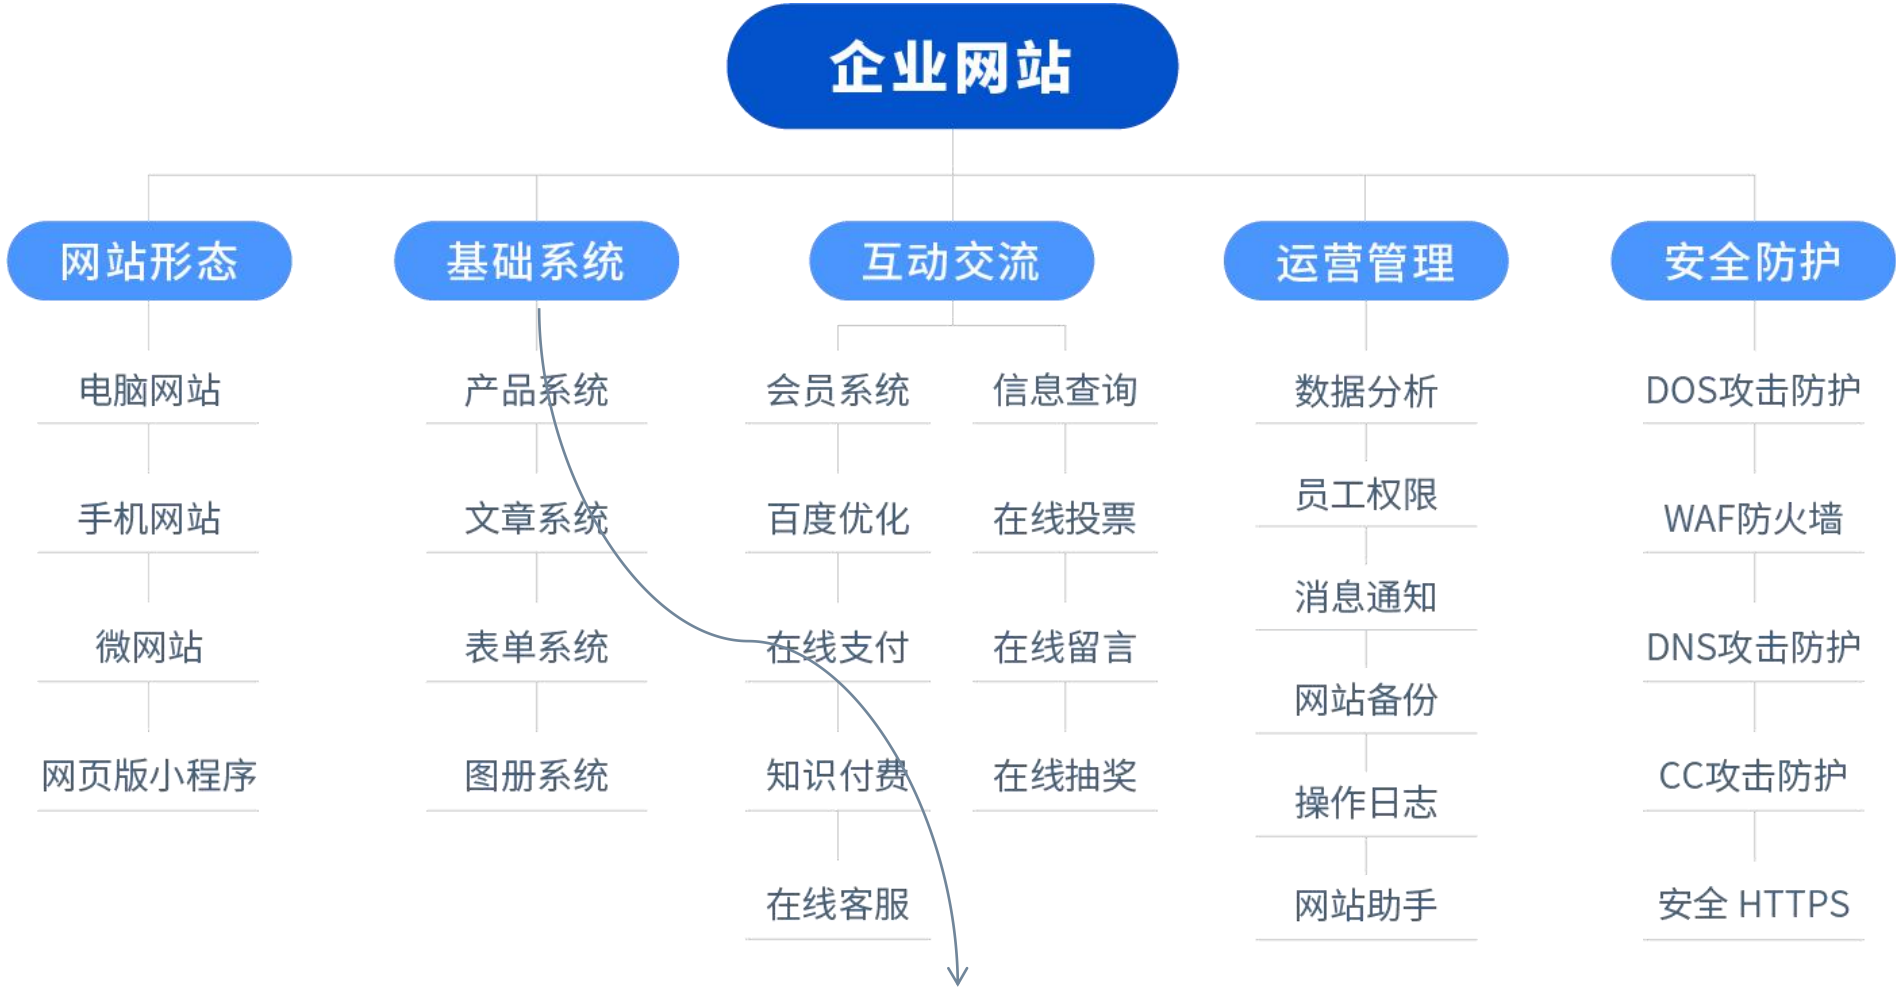 企业网站
网站形态
基础系统
互动交流
运营管理
安全防护
电脑网站
手机网站
微网站
网页版小程序
产品系统
文章系统
表单系统
图册系统
会员系统
百度优化
在线支付
知识付费
在线客服
信息查询
在线投票
在线留言
在线抽奖
数据分析
员工权限
消息通知
网站备份
操作日志
网站助手
DOS攻击防护
WAF防火墙
DNS攻击防护
CC攻击防护
安全 HTTPS